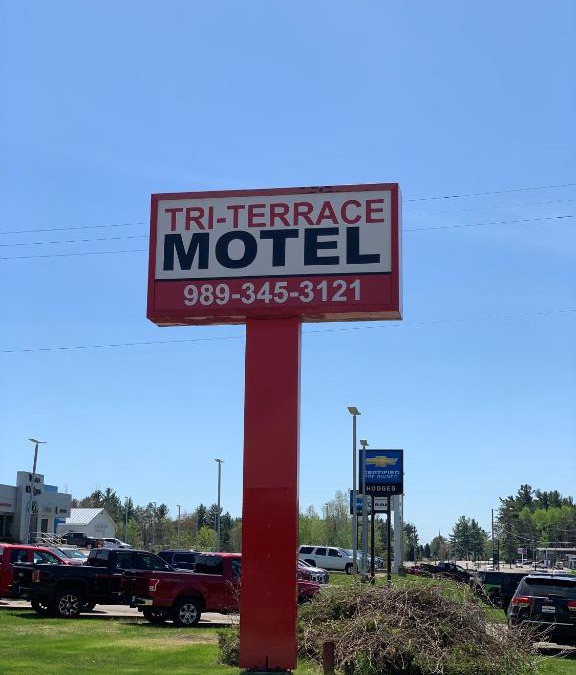 TRI-TERRACE
MOTEL
989-345-3121
CERTIFIED
HODGES